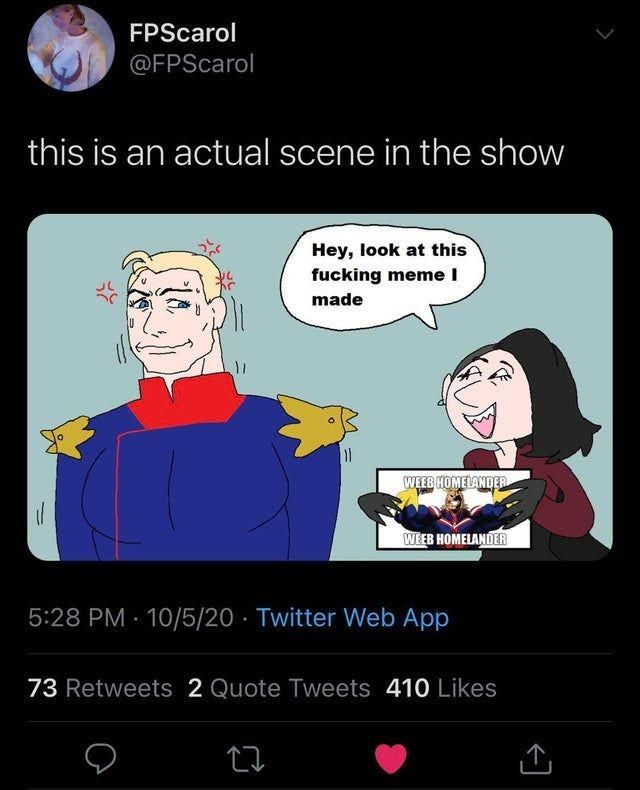 FPScarol
@FPScarol
this is an actual scene in the show
Hey, look at this
fucking meme I
made
WEEB HOMELANDER
WEEB HOMELANDER
5:28 PM · 10/5/20 · Twitter Web App
73 Retweets 2 Quote Tweets 410 Likes